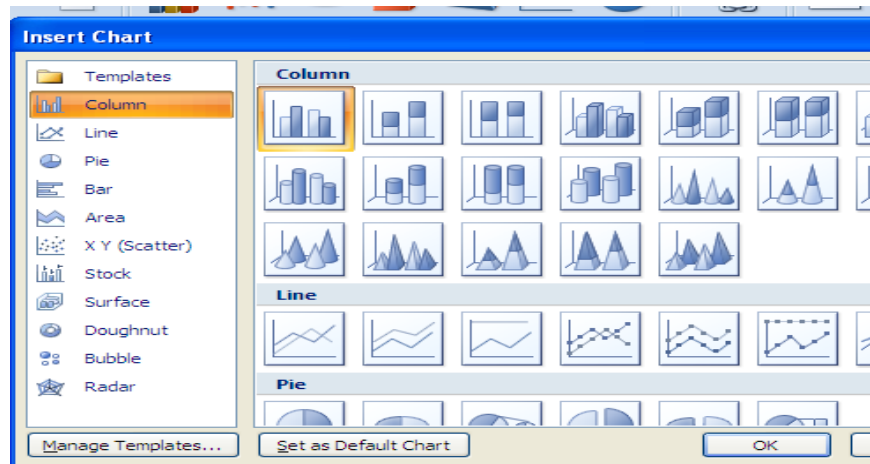 Insert Chart
Templates
Column
Line
Pie
Bar
Area
X Y (Scatter)
Stock
Surface
Doughnut
Bubble
Radar
Manage Templates...
Column
Line
Pie
Set as Default Chart
OK